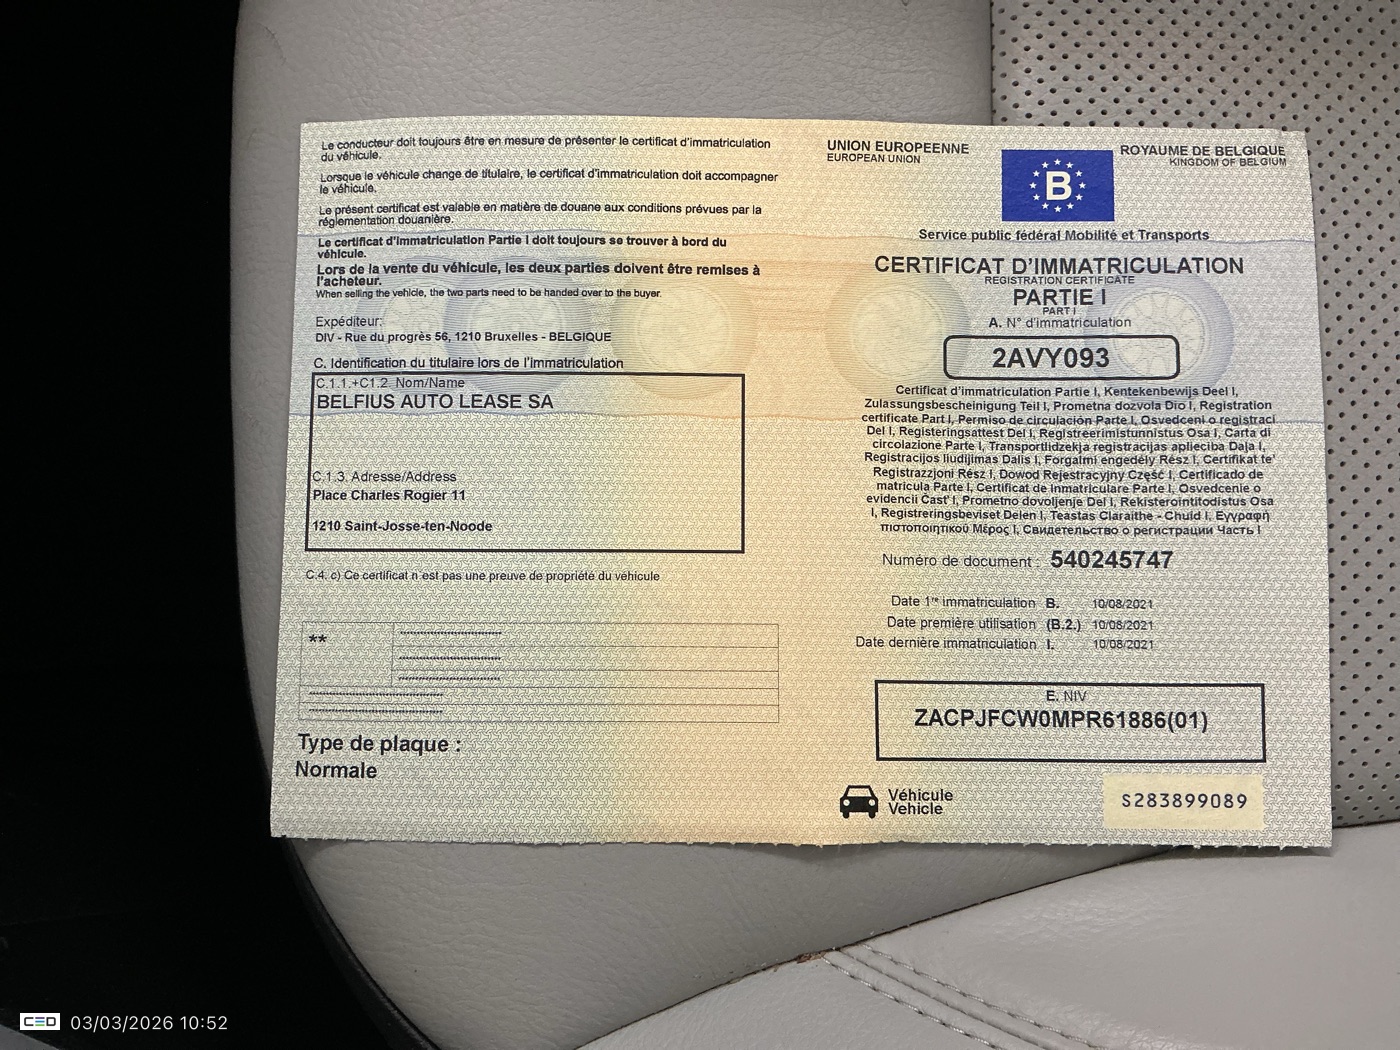 Le conducteur doit toujours être en mesure de présenter le certificat d'immatriculation
du véhicule.
Lorsque le véhicule change de titulaire, le certificat d'immatriculation doit accompagner
le véhicule.
Le présent certificat est valable en matière de douane aux conditions prévues par la
réglementation douanière.
Le certificat d'immatriculation Partie I doit toujours se trouver à bord du
véhicule.
Lors de la vente du véhicule, les deux parties doivent être remises à
l'acheteur.
When selling the vehicle, the two parts need to be handed over to the buyer.
Expéditeur:
DIV - Rue du progrès 56, 1210 Bruxelles - BELGIQUE
C. Identification du titulaire lors de l'immatriculation
C.1.1.+C1.2. Nom/Name
BELFIUS AUTO LEASE SA
C.1.3. Adresse/Address
Place Charles Rogier 11
1210 Saint-Josse-ten-Noode
C.4. c) Ce certificat n'est pas une preuve de propriété du véhicule
**
Type de plaque :
Normale
UNION EUROPEENNE
EUROPEAN UNION
B
ROYAUME DE BELGIQUE
KINGDOM OF BELGIUM
Service public fédéral Mobilité et Transports
CERTIFICAT D'IMMATRICULATION
REGISTRATION CERTIFICATE
PARTIE I
PART I
A. N° d'immatriculation
2AVY093
Certificat d'immatriculation Partie I, Kentekenbewijs Deel I,
Zulassungsbescheinigung Teil I, Prometna dozvola Dio I, Registration
certificate Part I, Permiso de circulación Parte I, Osvedceni o registraci
Del I, Registeringsattest Del I, Registreerimistunnistus Osa I, Carta di
circolazione Parte I, Transportlidzekja registracijas aplieciba Daja I,
Registracijos liudijimas Dalis I, Forgalmi engedély Rész I, Certifikat te'
Registrazzjoni Rész I, Dowod Rejestracyjny Część I, Certificado de
matricula Parte I, Certificat de Inmatriculare Parte I, Osvedcenie o
evidencii Časť I, Prometno dovoljenje Del I, Rekisterointitodistus Osa
I, Registreringsbeviset Delen I, Teastas Claraithe - Chuid I, Εγγραφή
πιστοποιητικού Μέρος I, Свидетельство о регистрации Часть I
Numéro de document : 540245747
Date 1re immatriculation B. 10/08/2021
Date première utilisation (B.2.) 10/08/2021
Date dernière immatriculation I. 10/08/2021
E. NIV
ZACPJFCW0MPR61886(01)
Véhicule
Vehicle
S283899089
CED 03/03/2026 10:52